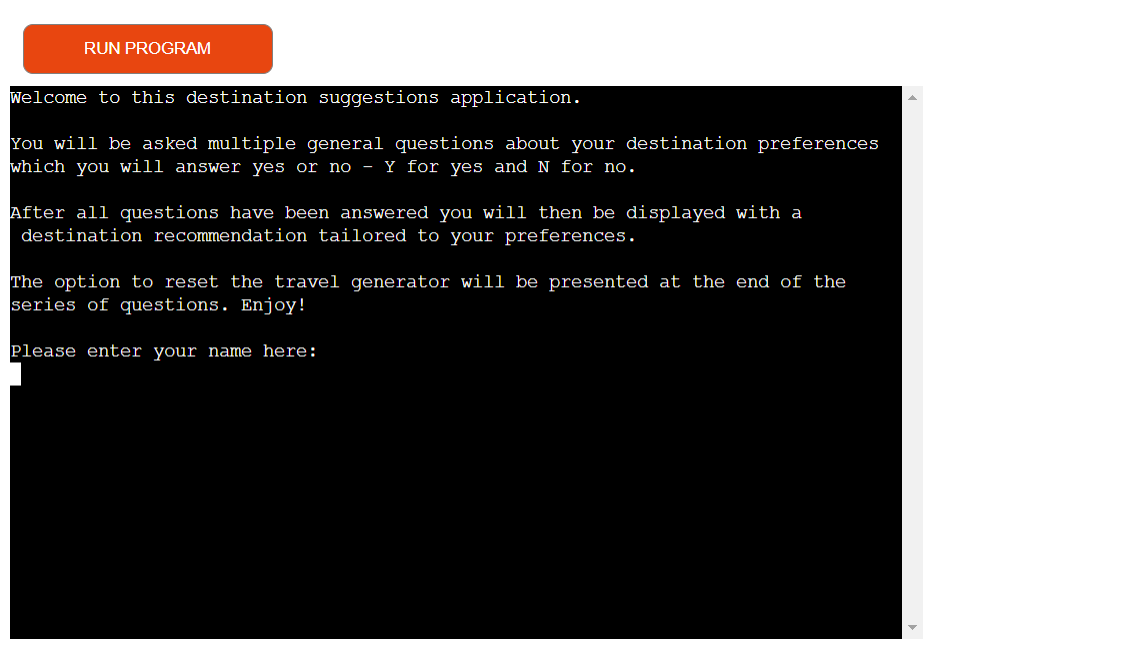 RUN PROGRAM
Welcome to this destination suggestions application.
You will be asked multiple general questions about your destination preferences
which you will answer yes or no - Y for yes and N for no.
After all questions have been answered you will then be displayed with a
destination recommendation tailored to your preferences.
The option to reset the travel generator will be presented at the end of the
series of questions. Enjoy!
Please enter your name here: